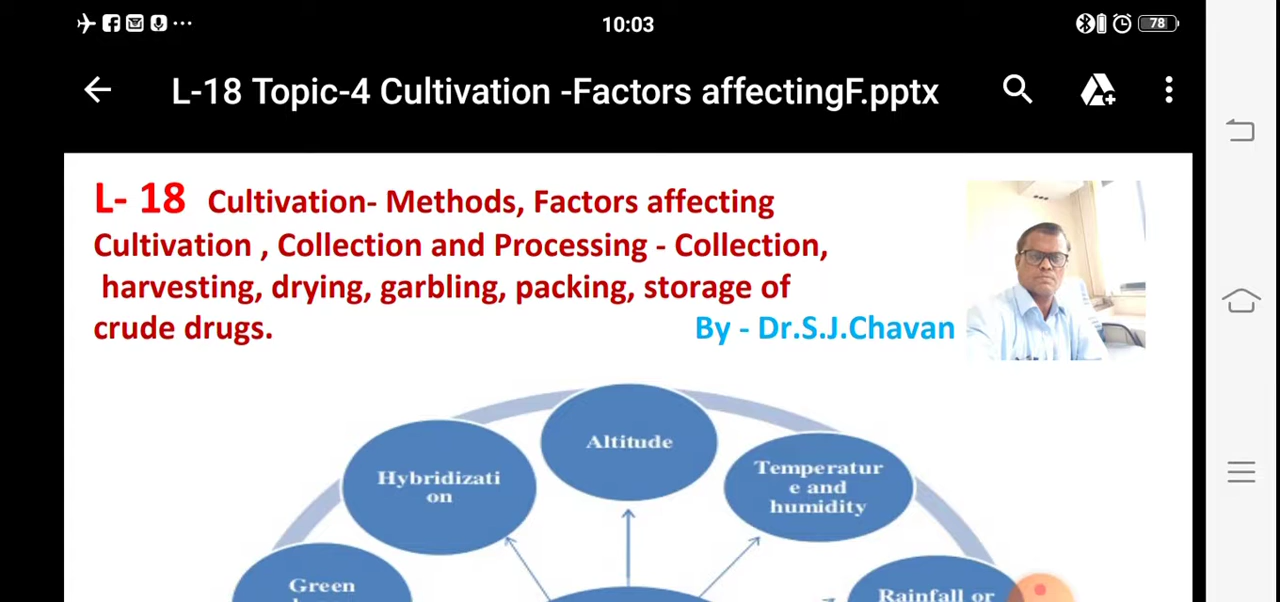 10:03
78
L-18 Topic-4 Cultivation -Factors affectingF.pptx
L- 18 Cultivation- Methods, Factors affecting
Cultivation , Collection and Processing - Collection,
harvesting, drying, garbling, packing, storage of
crude drugs.
By - Dr.S.J.Chavan
Altitude
Hybridizati
on
Temperatur
e and
humidity
Green
Rainfall or